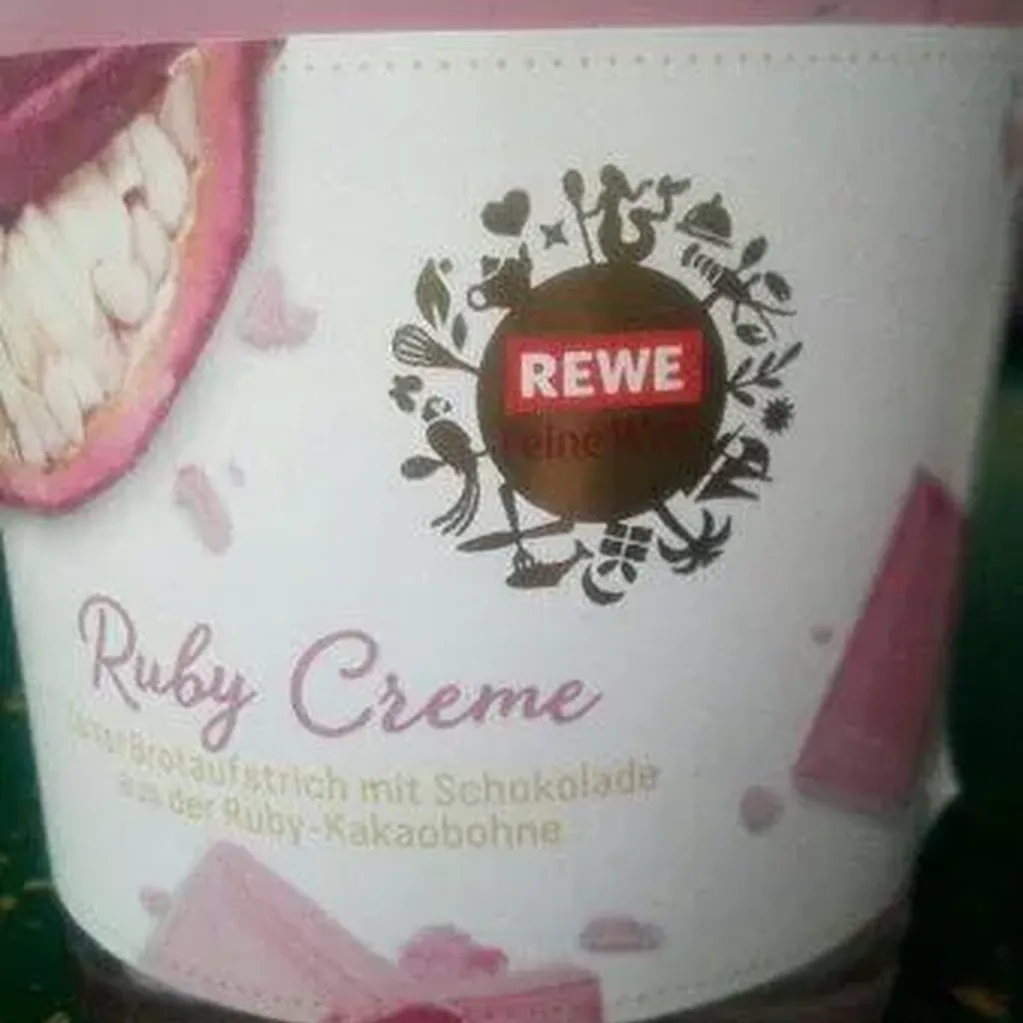 REWE
Ruby Creme
Brotaufstrich mit Schokolade
aus der Ruby-Kakaobohne